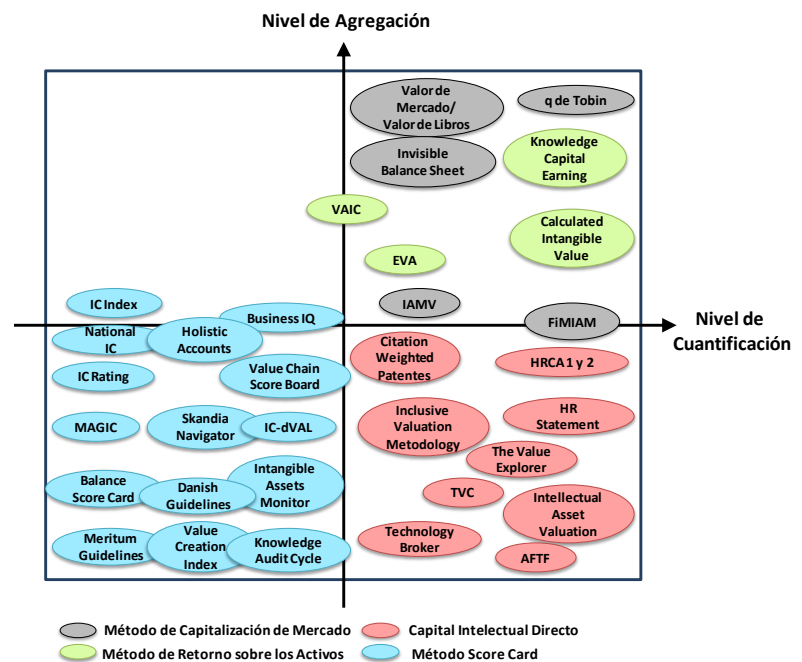 Nivel de Agregación
Valor de
Mercado/
Valor de Libros
q de Tobin
Invisible
Balance Sheet
Knowledge
Capital
Earning
VAIC
Calculated
Intangible
Value
EVA
IC Index
IAMV
Business IQ
FiMIAM
Nivel de
Cuantificación
National
IC
Holistic
Accounts
Citation
Weighted
Patentes
IC Rating
Value Chain
Score Board
HRCA 1 y 2
MAGIC
Skandia
Navigator
IC-dVAL
Inclusive
Valuation
Metodology
HR
Statement
The Value
Explorer
Balance
Score Card
Danish
Guidelines
Intangible
Assets
Monitor
TVC
Intellectual
Asset
Valuation
Meritum
Guidelines
Value
Creation
Index
Knowledge
Audit Cycle
Technology
Broker
AFTF
Método de Capitalización de Mercado
Capital Intelectual Directo
Método de Retorno sobre los Activos
Método Score Card